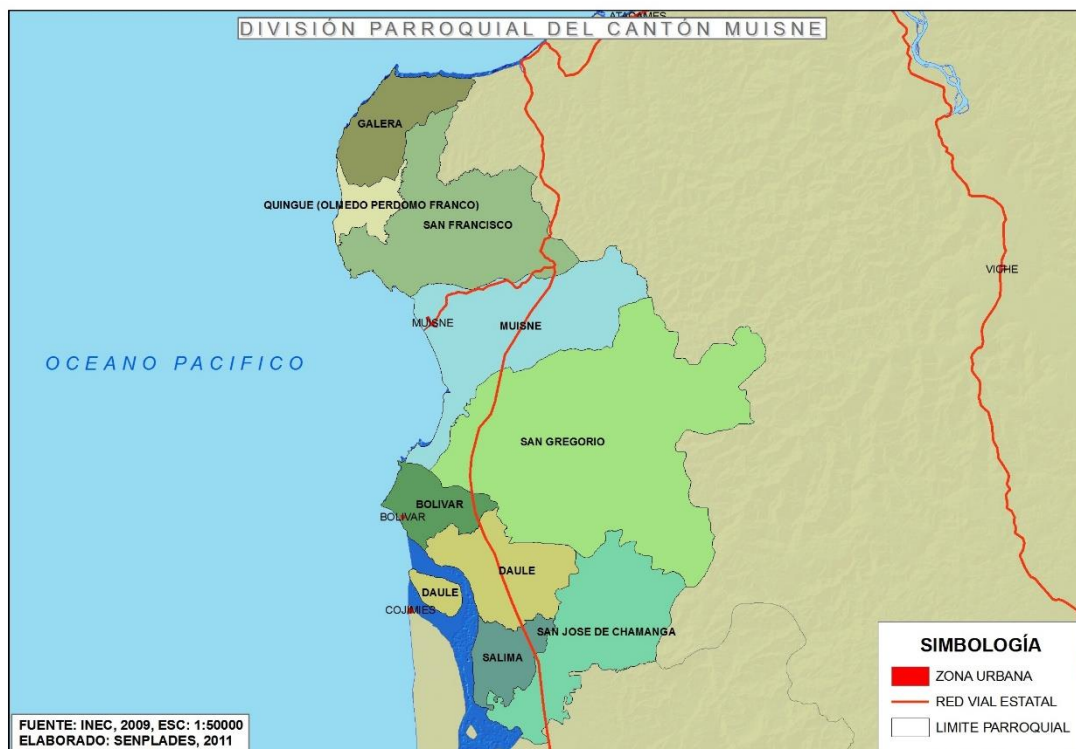 ATACAMES
DIVISIÓN PARROQUIAL DEL CANTÓN MUISNE
GALERA
QUINGUE (OLMEDO PERDOMO FRANCO)
SAN FRANCISCO
VICHE
MUISNE
MUISNE
OCEANO PACIFICO
SAN GREGORIO
BOLIVAR
BOLIVAR
DAULE
DAULE
COJIMIES
SAN JOSE DE CHAMANGA
SALIMA
SIMBOLOGÍA
ZONA URBANA
RED VIAL ESTATAL
LIMITE PARROQUIAL
FUENTE: INEC, 2009, ESC: 1:50000
ELABORADO: SENPLADES, 2011